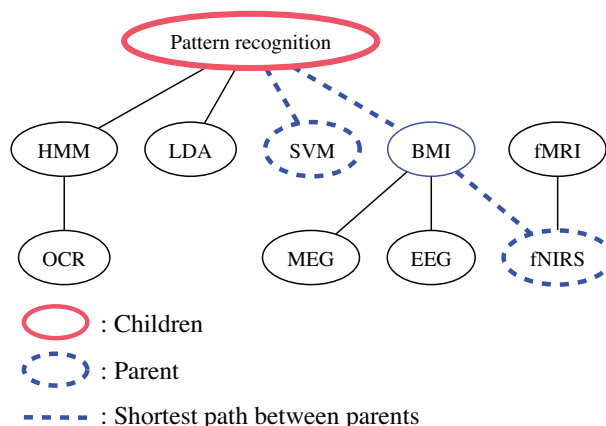 Pattern recognition
HMM LDA SVM BMI fMRI
OCR MEG EEG fNIRS
: Children
: Parent
: Shortest path between parents